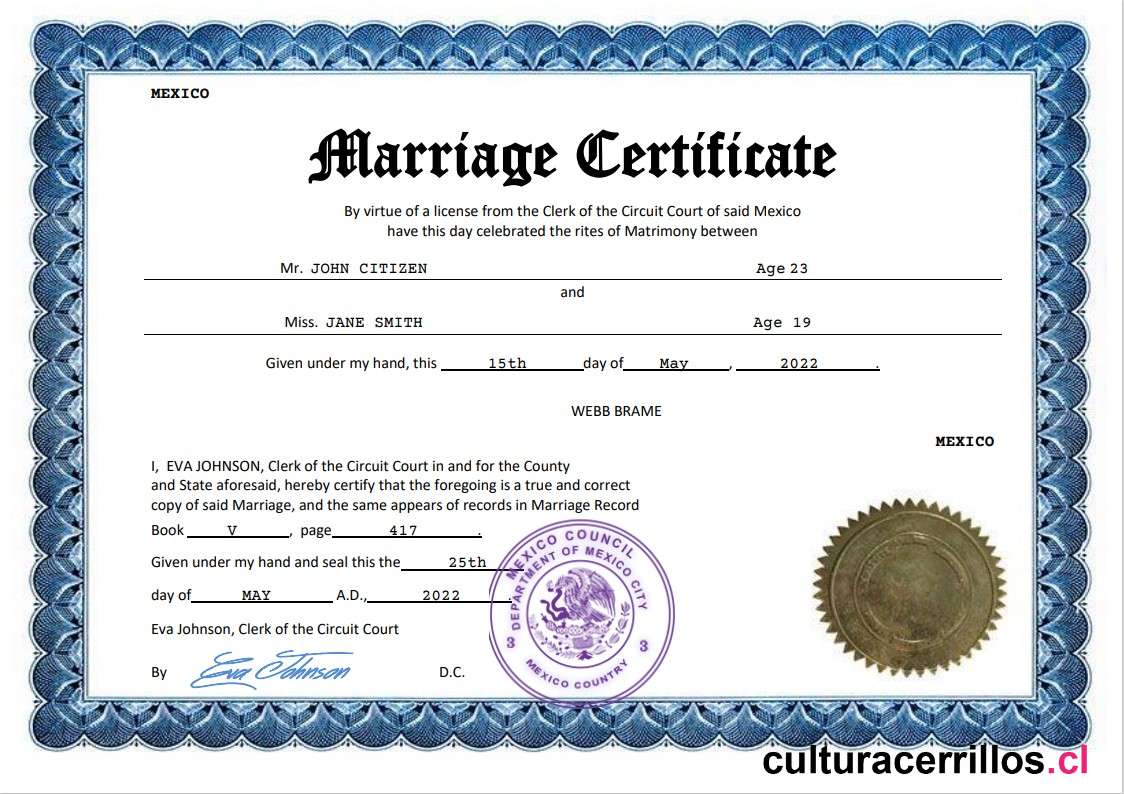 MEXICO
Marriage Certificate
By virtue of a license from the Clerk of the Circuit Court of said Mexico
have this day celebrated the rites of Matrimony between
Mr. JOHN CITIZEN Age 23
and
Miss. JANE SMITH Age 19
Given under my hand, this 15th day of May, 2022.
WEBB BRAME
MEXICO
I, EVA JOHNSON, Clerk of the Circuit Court in and for the County
and State aforesaid, hereby certify that the foregoing is a true and correct
copy of said Marriage, and the same appears of records in Marriage Record
Book V, page 417.
Given under my hand and seal this the 25th
day of MAY A.D., 2022.
Eva Johnson, Clerk of the Circuit Court
By Eva Johnson D.C.
MEXICO COUNCIL
DEPARTMENT OF MEXICO CITY
3 3
MEXICO COUNTRY
culturacerrillos.cl